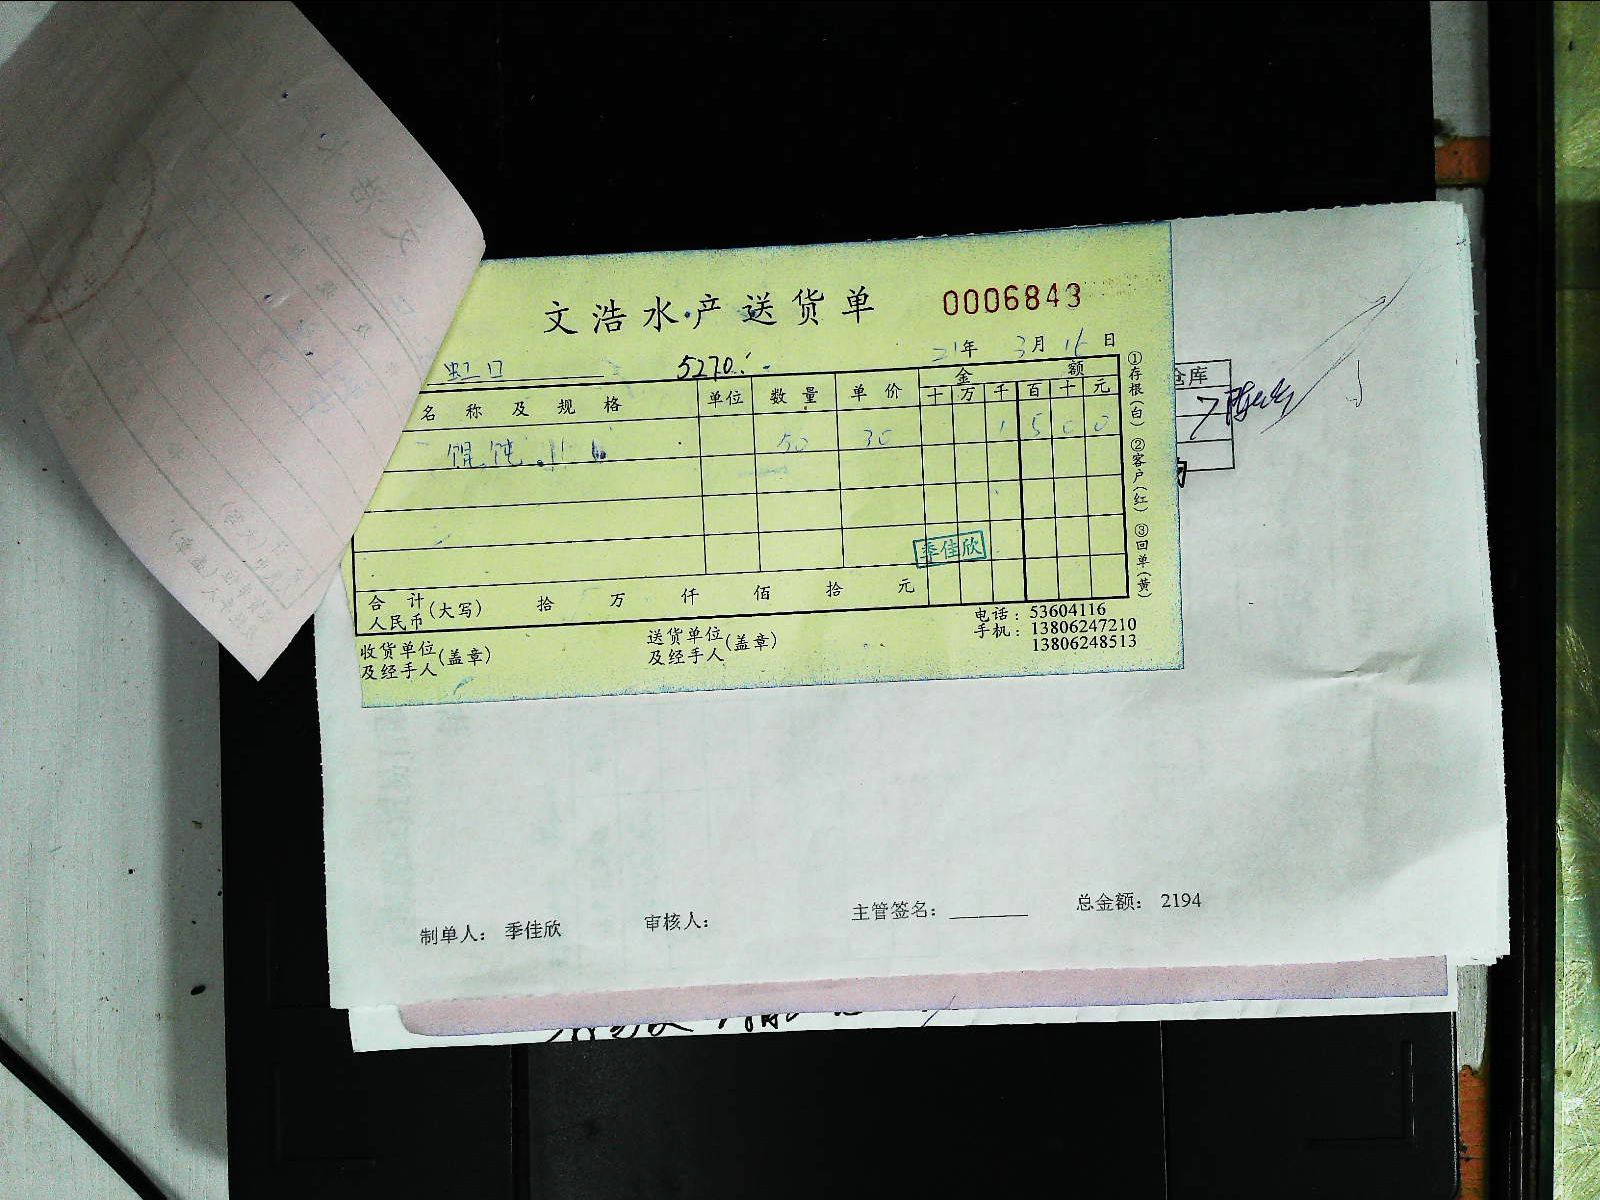 文浩水产送货单 0006843
21年 3月 16日
虹口 5270.-
名称及规格 单位 数量 单价 金额
十 万 千 百 十 元
馄饨 50 30 1 5 0 0
季佳欣
合计人民币(大写) 拾 万 仟 佰 拾 元
收货单位及经手人(盖章) 送货单位及经手人(盖章)
电话：53604116
手机：13806247210
13806248513
①存根(白) ②客户(红) ③回单(黄)
仓库
制单人： 季佳欣 审核人： 主管签名：______ 总金额： 2194